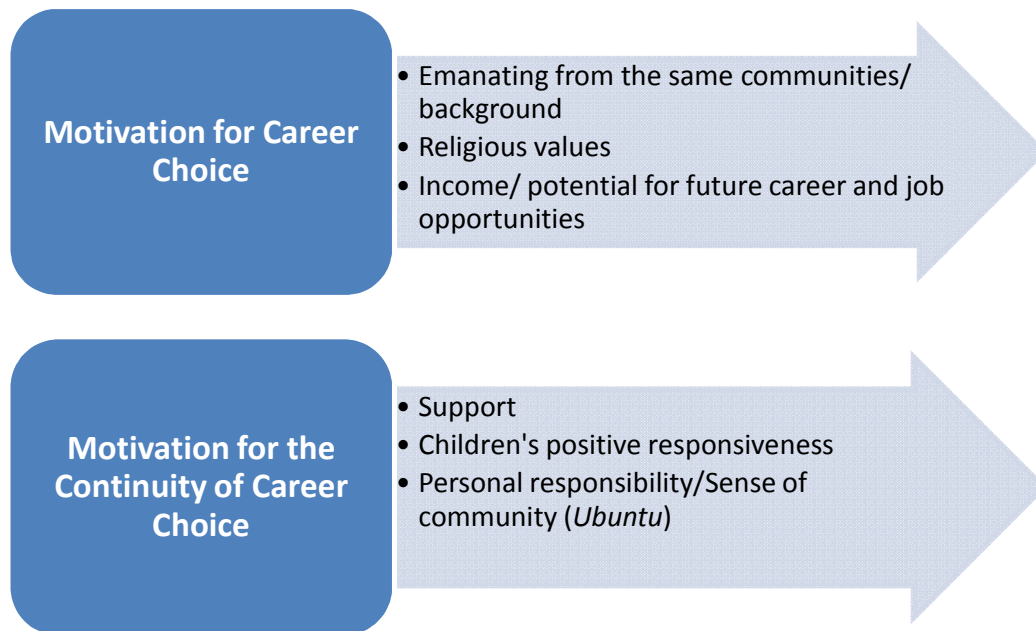 Motivation for Career
Choice
• Emanating from the same communities/
background
• Religious values
• Income/ potential for future career and job
opportunities
Motivation for the
Continuity of Career
Choice
• Support
• Children's positive responsiveness
• Personal responsibility/Sense of
community (Ubuntu)